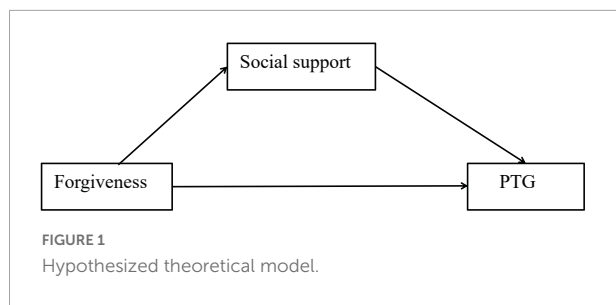 Social support
Forgiveness
PTG
FIGURE 1
Hypothesized theoretical model.